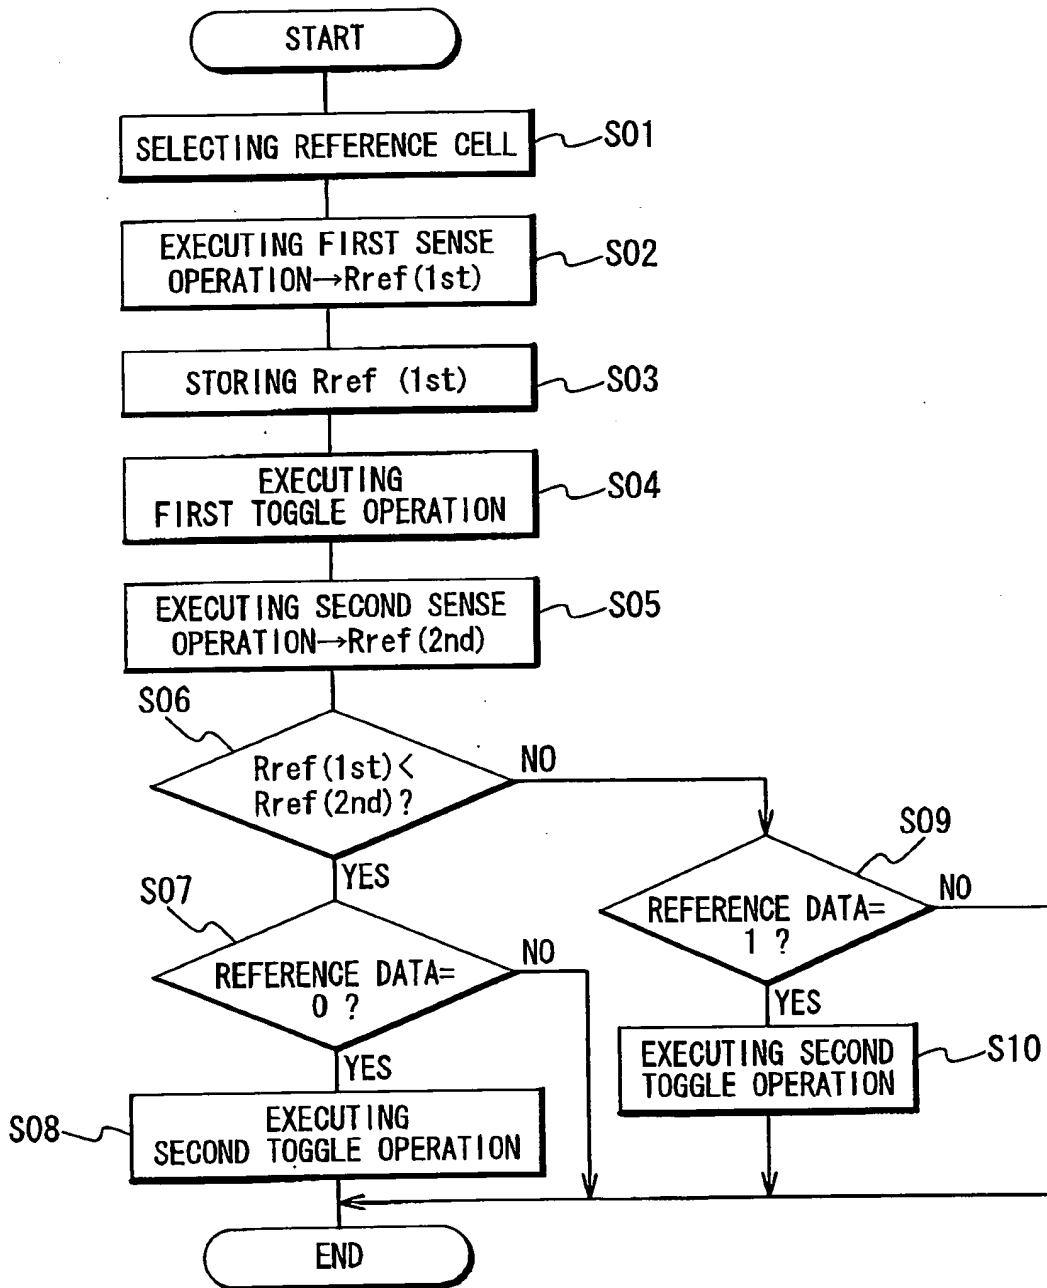 START
SELECTING REFERENCE CELL
S01
EXECUTING FIRST SENSE
OPERATION→Rref(1st)
S02
STORING Rref (1st)
S03
EXECUTING
FIRST TOGGLE OPERATION
S04
EXECUTING SECOND SENSE
OPERATION→Rref(2nd)
S05
S06
Rref(1st)<
Rref(2nd)?
NO
YES
S09
REFERENCE DATA=
1 ?
NO
YES
S07
REFERENCE DATA=
0 ?
NO
YES
EXECUTING SECOND
TOGGLE OPERATION
S10
S08
EXECUTING
SECOND TOGGLE OPERATION
END